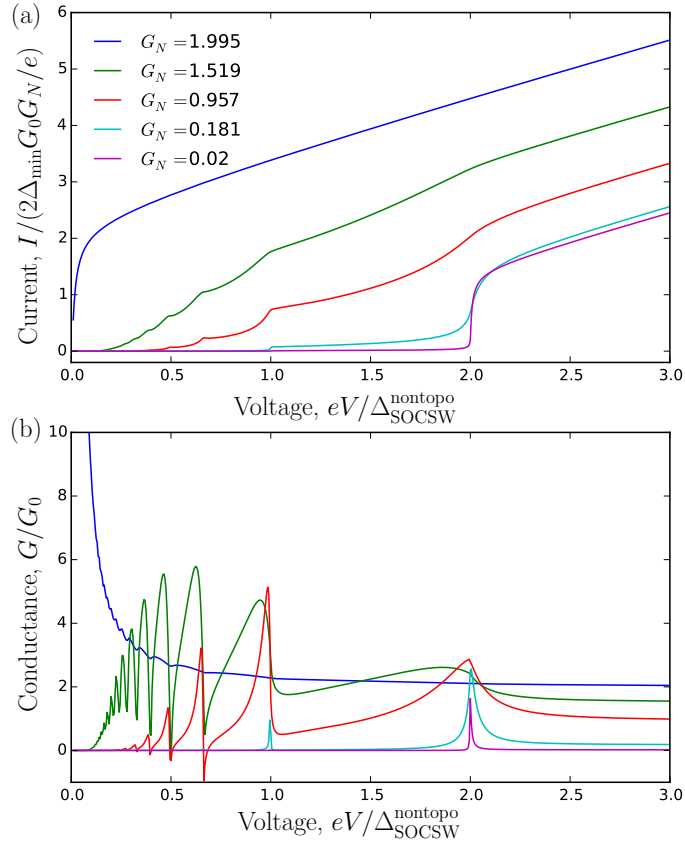 (a)
6
5
4
3
2
1
0
Current, I/(2Δ_min G_0 G_N/e)
G_N =1.995
G_N =1.519
G_N =0.957
G_N =0.181
G_N =0.02
0.0 0.5 1.0 1.5 2.0 2.5 3.0
Voltage, eV/Δ^nontopo_SOCSW
(b)
10
8
6
4
2
0
Conductance, G/G_0
0.0 0.5 1.0 1.5 2.0 2.5 3.0
Voltage, eV/Δ^nontopo_SOCSW